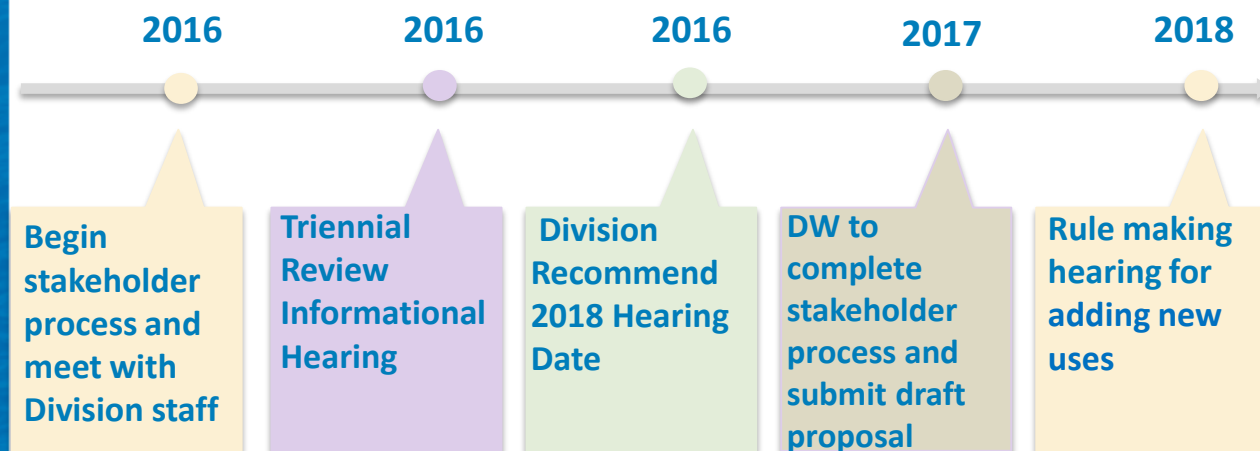 2016
2016
2016
2017
2018
Begin
stakeholder
process and
meet with
Division staff
Triennial
Review
Informational
Hearing
Division
Recommend
2018 Hearing
Date
DW to
complete
stakeholder
process and
submit draft
proposal
Rule making
hearing for
adding new
uses